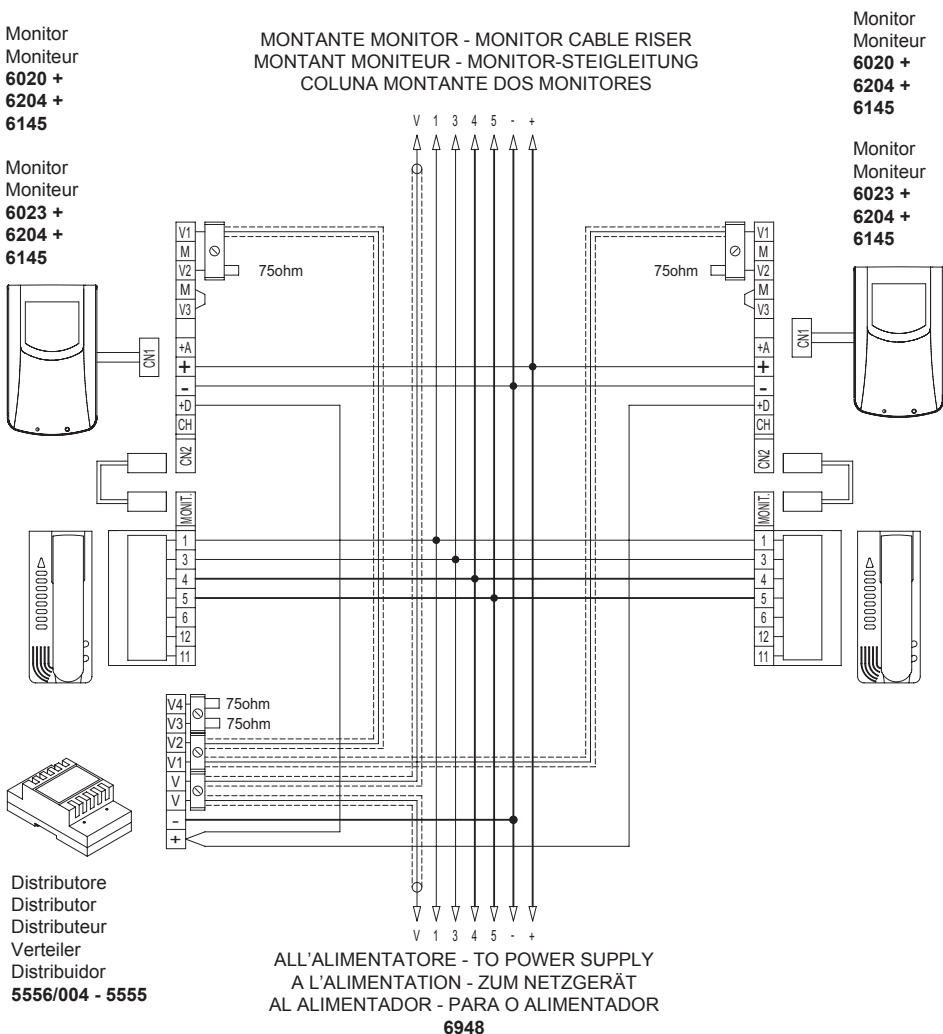 Monitor
Moniteur
6020 +
6204 +
6145
Monitor
Moniteur
6023 +
6204 +
6145
MONTANTE MONITOR - MONITOR CABLE RISER
MONTANT MONITEUR - MONITOR-STEIGLEITUNG
COLUNA MONTANTE DOS MONITORES
Monitor
Moniteur
6020 +
6204 +
6145
Monitor
Moniteur
6023 +
6204 +
6145
V 1 3 4 5 - +
V1
M
V2
M
V3
+A
+
-
+D
CH
CN2
75ohm
CN1
MONIT.
1
3
4
5
6
12
11
75ohm
V1
M
V2
M
V3
+A
+
-
+D
CH
CN2
CN1
MONIT.
1
3
4
5
6
12
11
V4
V3
V2
V1
V
V
-
+
75ohm
75ohm
Distributore
Distributor
Distributeur
Verteiler
Distribuidor
5556/004 - 5555
V 1 3 4 5 - +
ALL'ALIMENTATORE - TO POWER SUPPLY
A L'ALIMENTATION - ZUM NETZGERÄT
AL ALIMENTADOR - PARA O ALIMENTADOR
6948